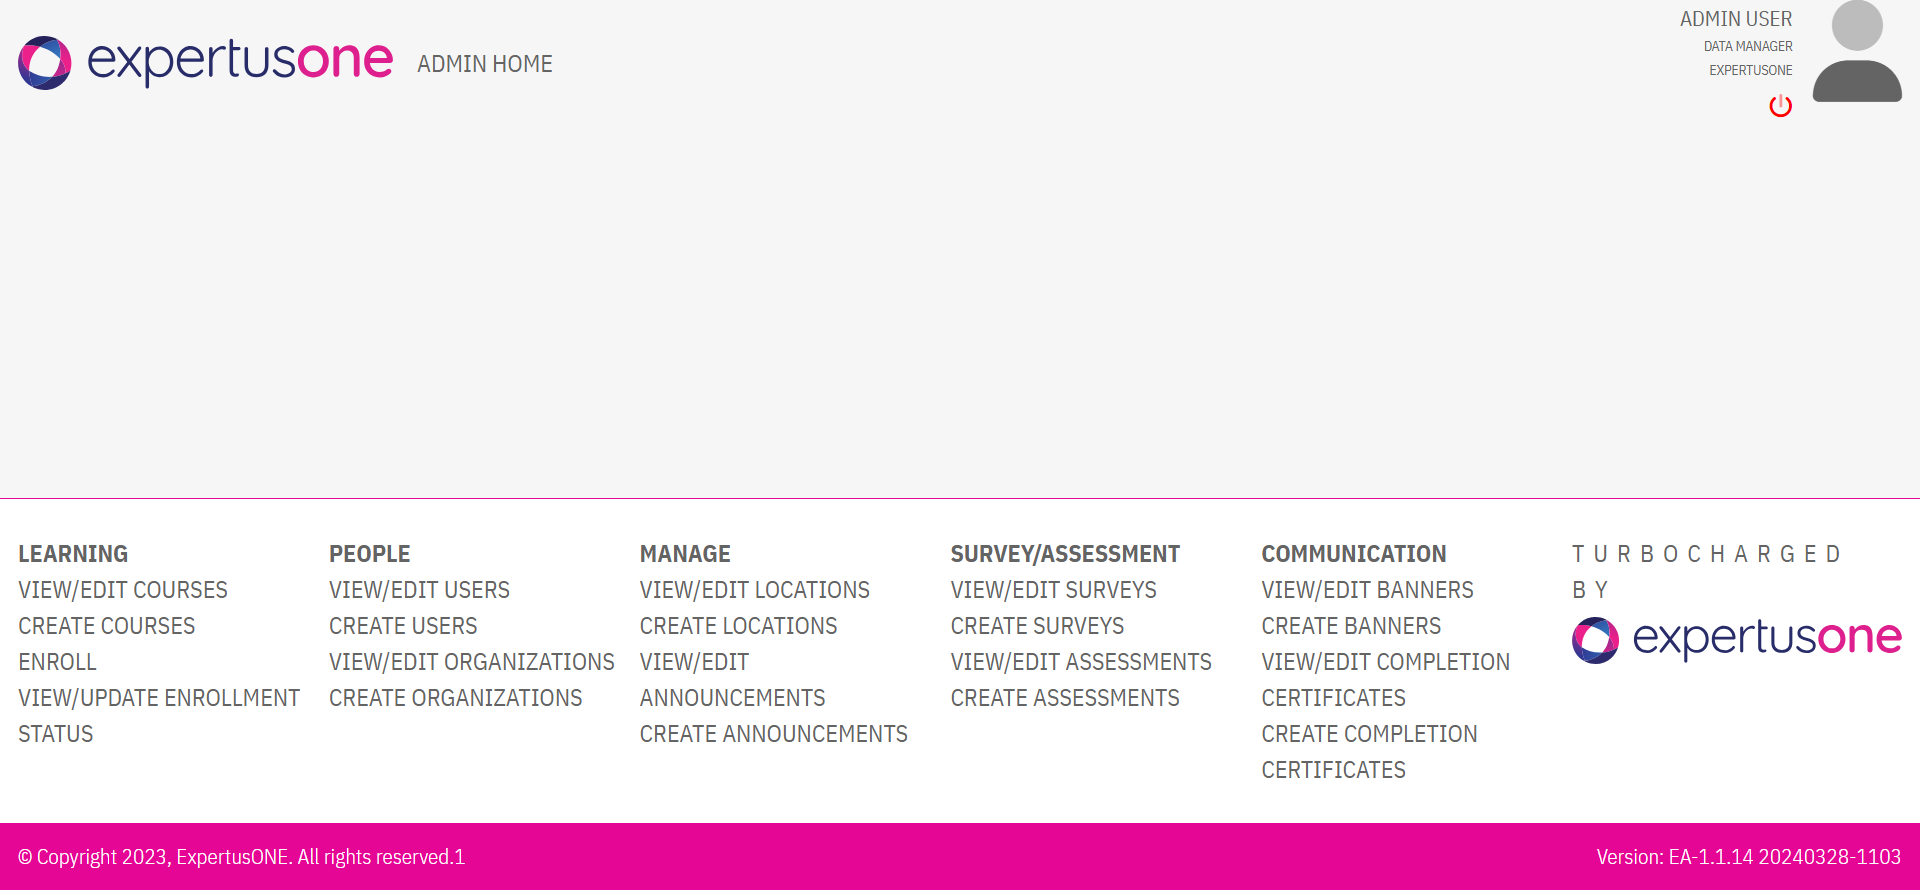 expertusone
ADMIN HOME
ADMIN USER
DATA MANAGER
EXPERTUSONE
LEARNING
VIEW/EDIT COURSES
CREATE COURSES
ENROLL
VIEW/UPDATE ENROLLMENT
STATUS
PEOPLE
VIEW/EDIT USERS
CREATE USERS
VIEW/EDIT ORGANIZATIONS
CREATE ORGANIZATIONS
MANAGE
VIEW/EDIT LOCATIONS
CREATE LOCATIONS
VIEW/EDIT
ANNOUNCEMENTS
CREATE ANNOUNCEMENTS
SURVEY/ASSESSMENT
VIEW/EDIT SURVEYS
CREATE SURVEYS
VIEW/EDIT ASSESSMENTS
CREATE ASSESSMENTS
COMMUNICATION
VIEW/EDIT BANNERS
CREATE BANNERS
VIEW/EDIT COMPLETION
CERTIFICATES
CREATE COMPLETION
CERTIFICATES
TURBOCHARGED
BY
expertusone
© Copyright 2023, ExpertusONE. All rights reserved.1
Version: EA-1.1.14 20240328-1103